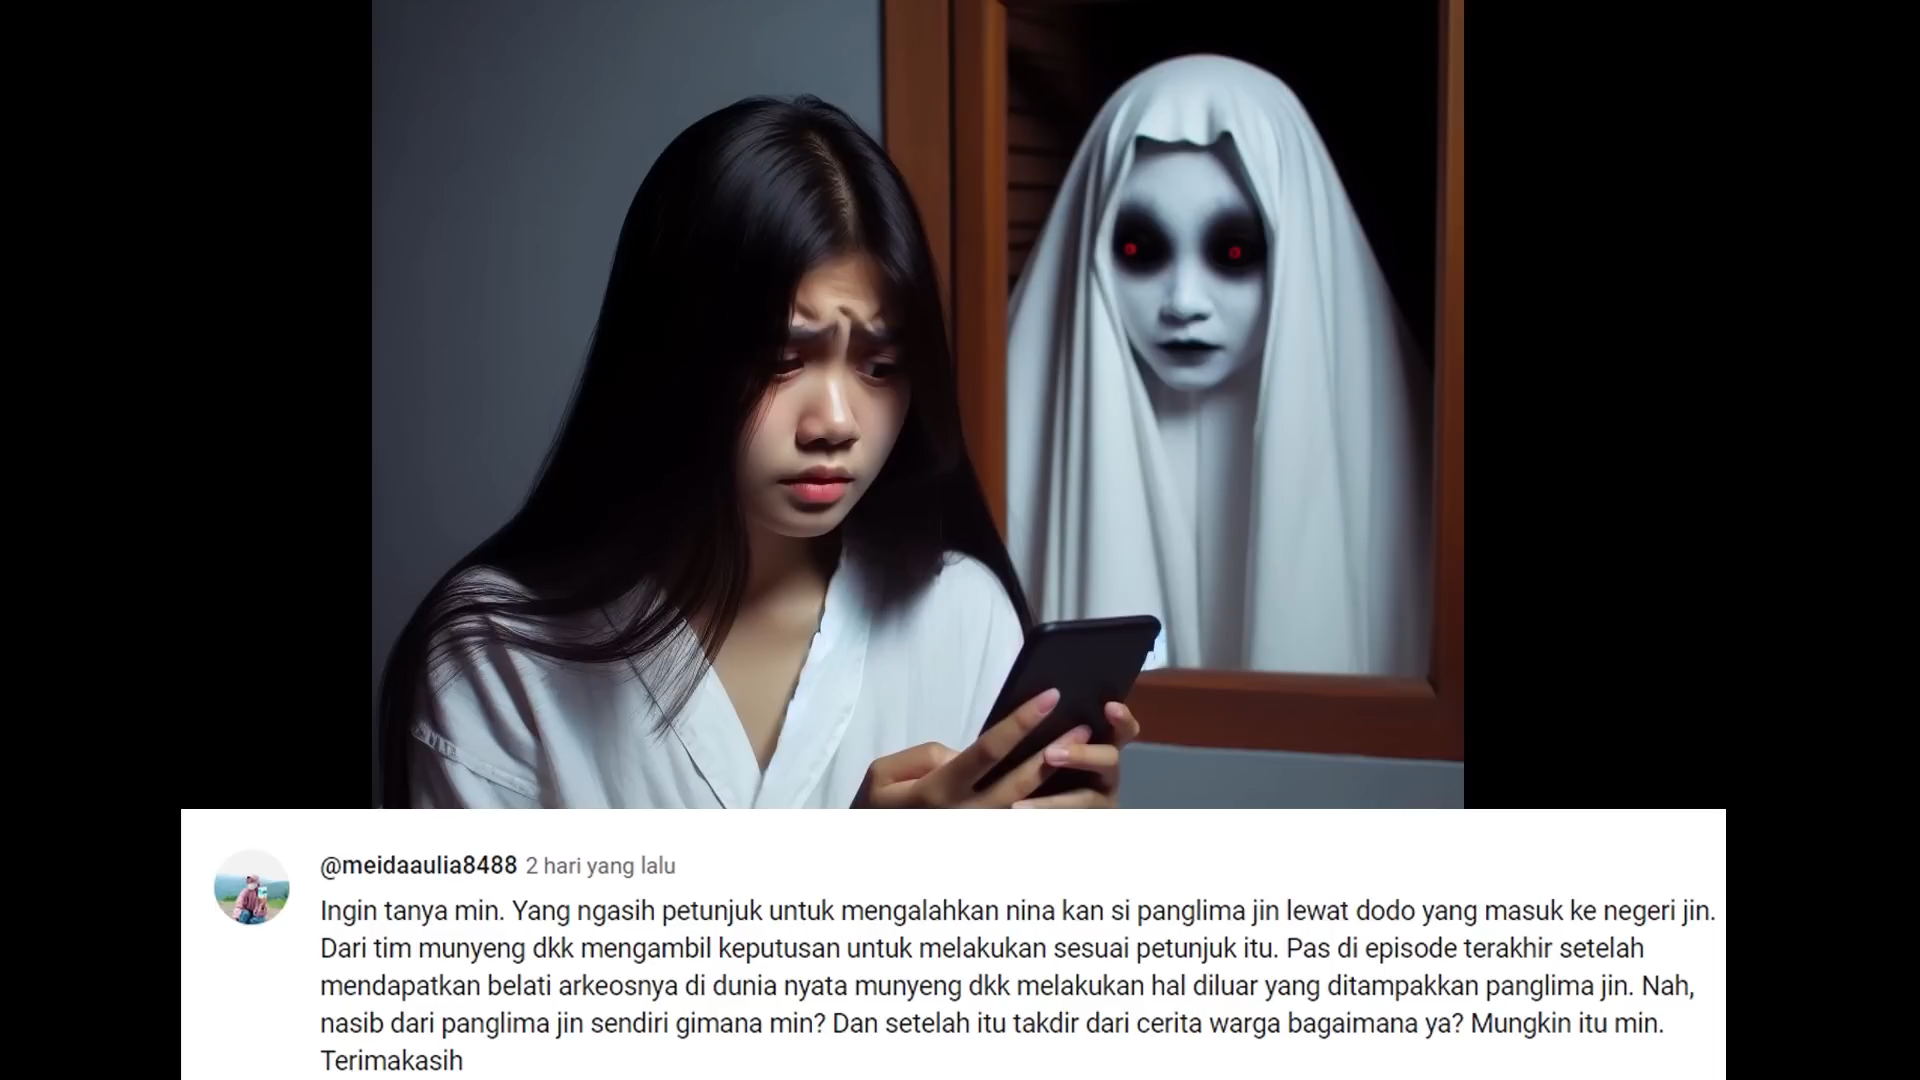 @meidaaulia8488 2 hari yang lalu
Ingin tanya min. Yang ngasih petunjuk untuk mengalahkan nina kan si panglima jin lewat dodo yang masuk ke negeri jin.
Dari tim munyeng dkk mengambil keputusan untuk melakukan sesuai petunjuk itu. Pas di episode terakhir setelah
mendapatkan belati arkeosnya di dunia nyata munyeng dkk melakukan hal diluar yang ditampakkan panglima jin. Nah,
nasib dari panglima jin sendiri gimana min? Dan setelah itu takdir dari cerita warga bagaimana ya? Mungkin itu min.
Terimakasih